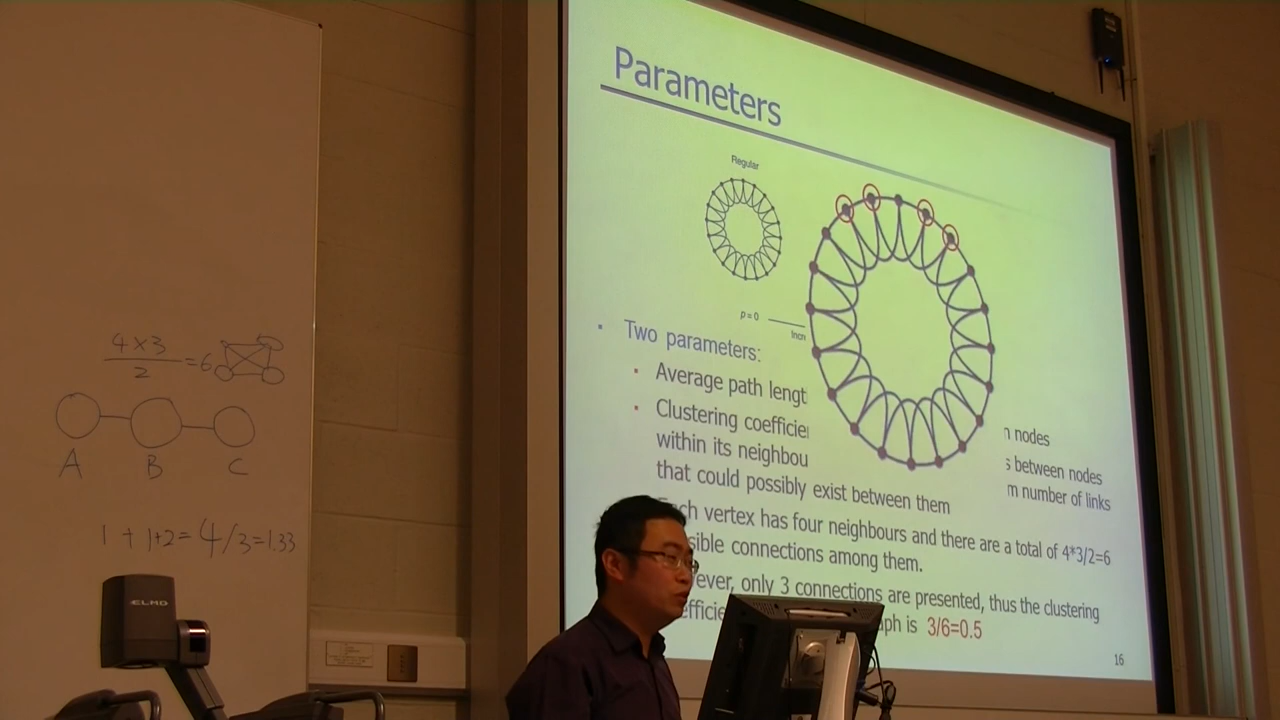 Parameters
Regular
p = 0
Incr
Two parameters:
Average path lengt
Clustering coefficie
within its neighbou
that could possibly exist between them
nodes
between nodes
m number of links
ch vertex has four neighbours and there are a total of 4*3/2=6
sible connections among them.
ever, only 3 connections are presented, thus the clustering
efficie
ph is 3/6=0.5
16
4×3
2
=6
A B C
1 + 1+2= 4/3=1.33
ELMO